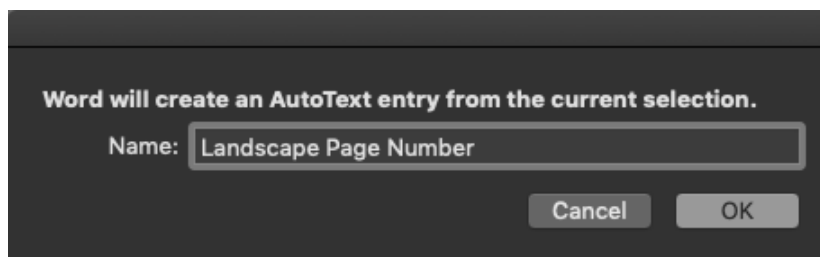 Word will create an AutoText entry from the current selection.
Name: Landscape Page Number
Cancel OK